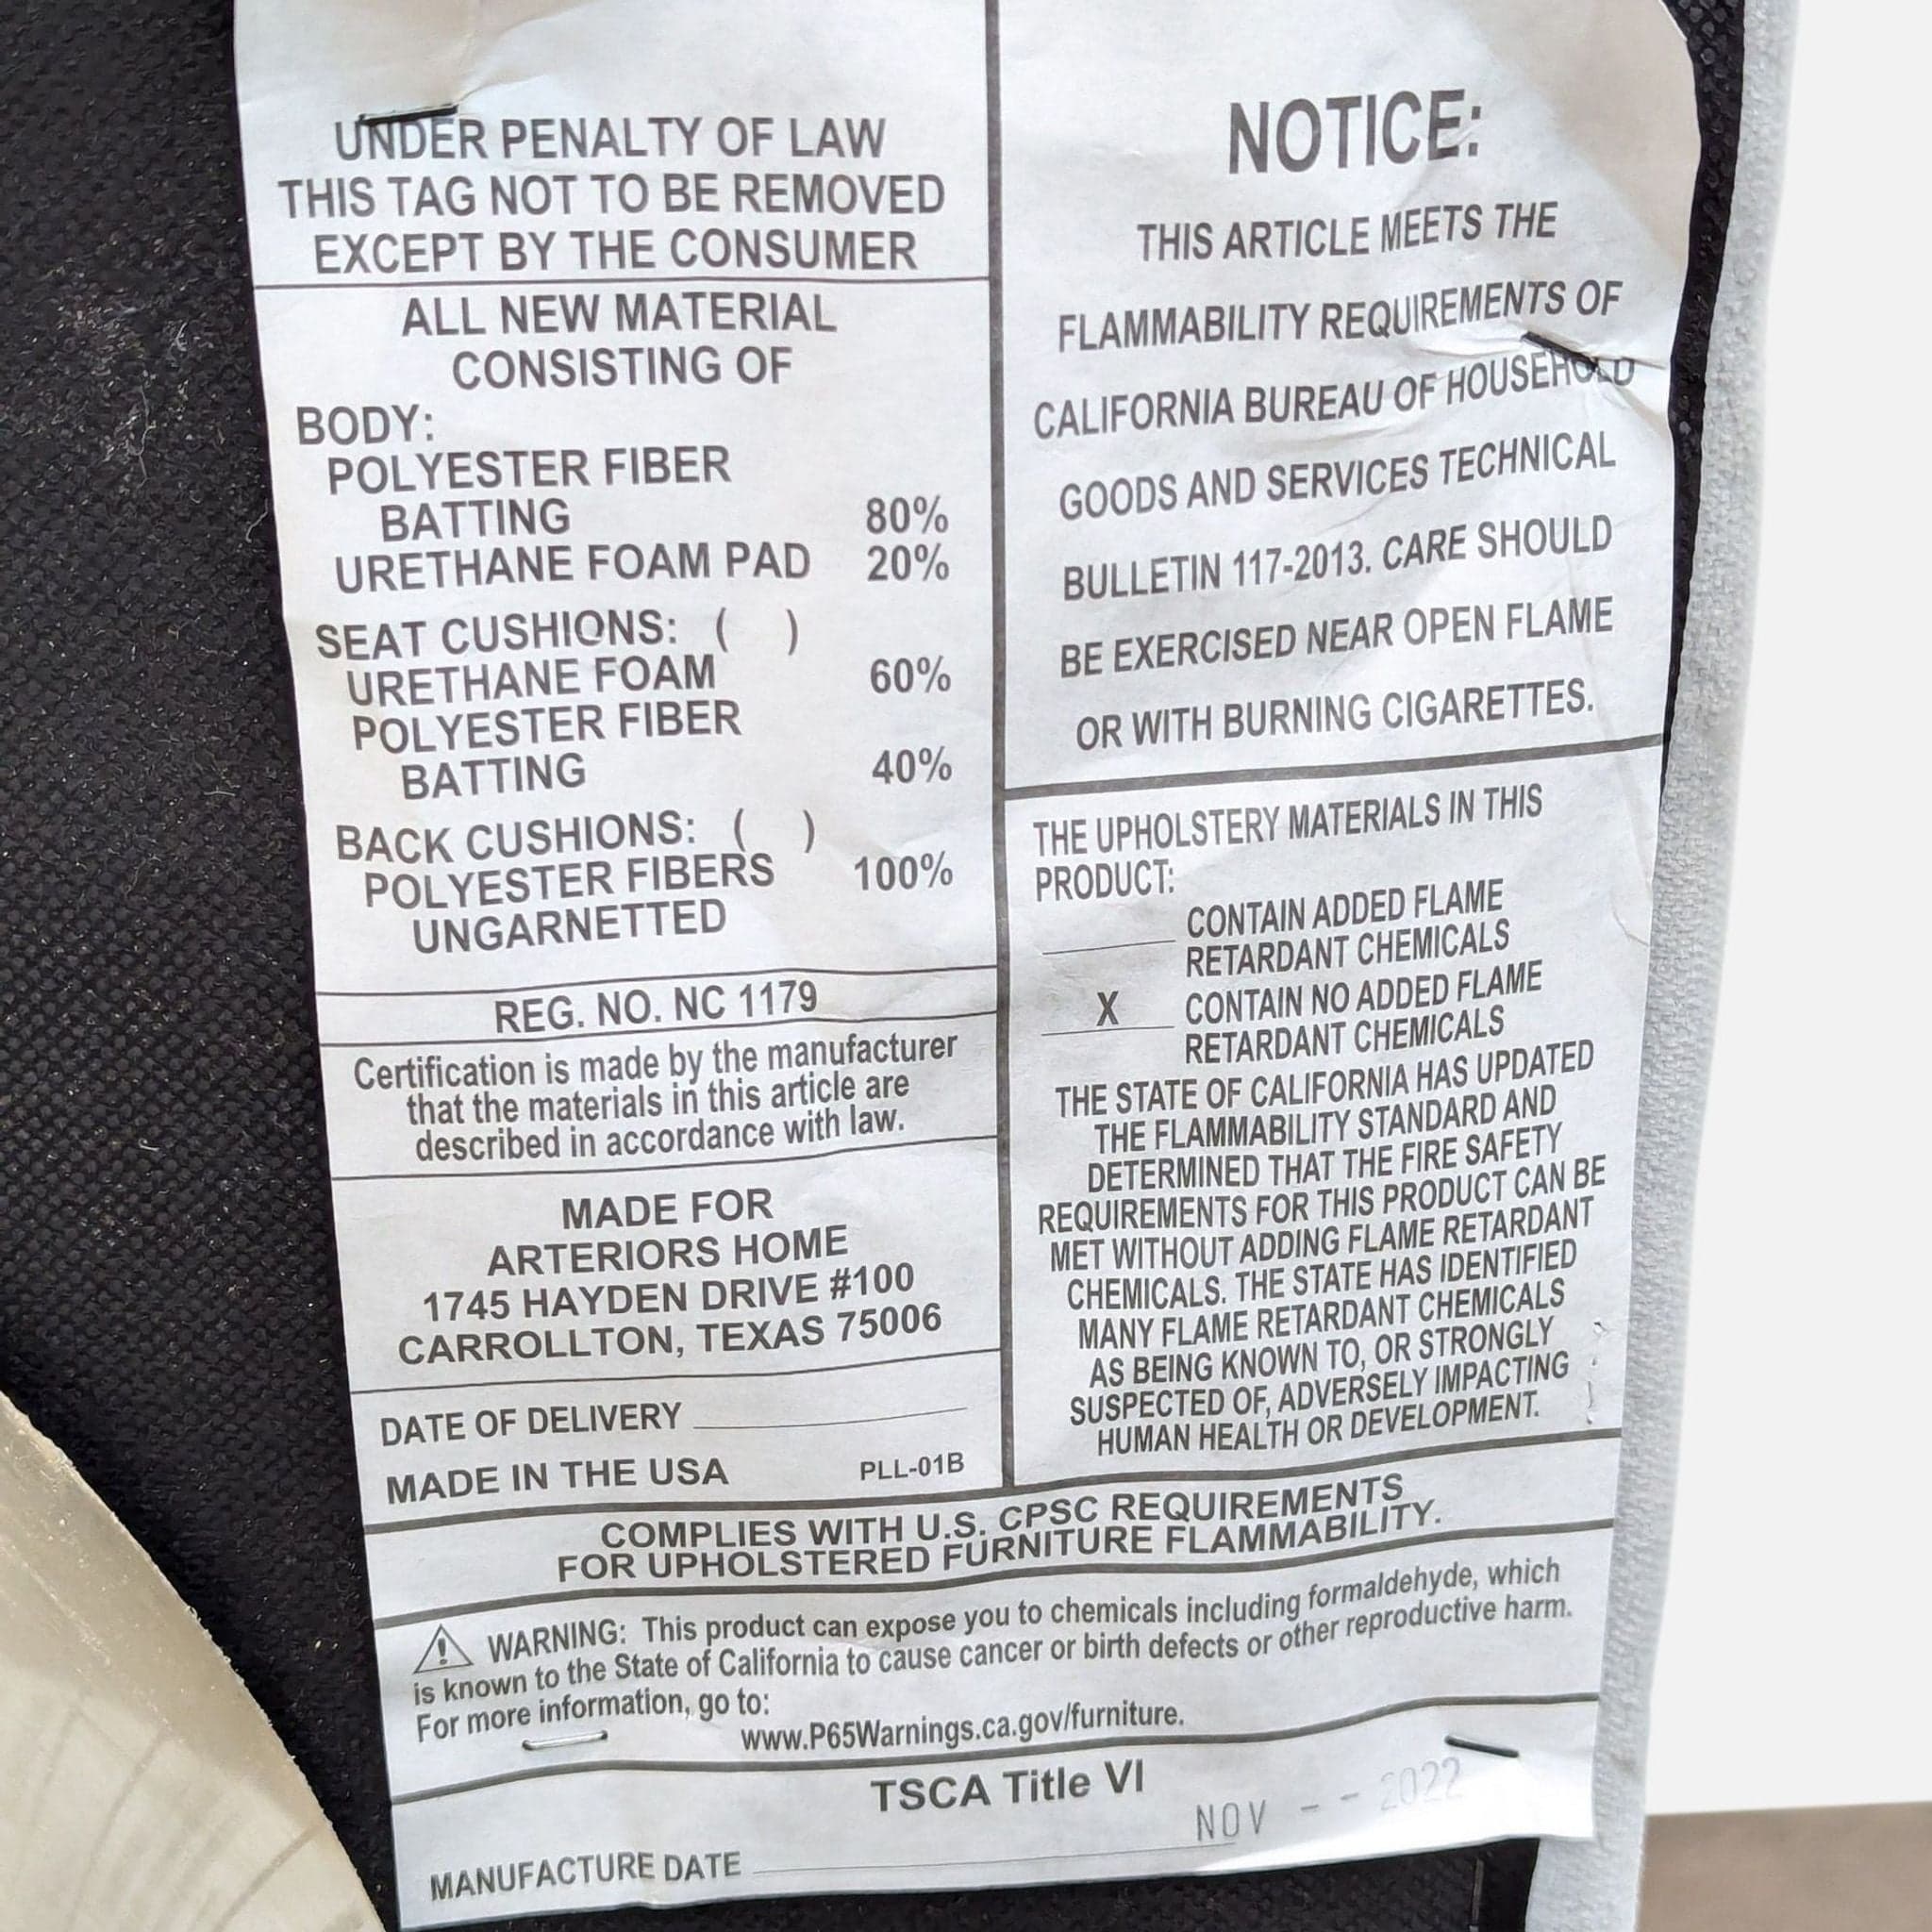 UNDER PENALTY OF LAW
THIS TAG NOT TO BE REMOVED
EXCEPT BY THE CONSUMER
ALL NEW MATERIAL
CONSISTING OF
BODY:
POLYESTER FIBER
BATTING 80%
URETHANE FOAM PAD 20%
SEAT CUSHIONS: ( )
URETHANE FOAM 60%
POLYESTER FIBER
BATTING 40%
BACK CUSHIONS: ( )
POLYESTER FIBERS 100%
UNGARNETTED
REG. NO. NC 1179
Certification is made by the manufacturer
that the materials in this article are
described in accordance with law.
MADE FOR
ARTERIORS HOME
1745 HAYDEN DRIVE #100
CARROLLTON, TEXAS 75006
DATE OF DELIVERY
MADE IN THE USA PLL-01B
NOTICE:
THIS ARTICLE MEETS THE
FLAMMABILITY REQUIREMENTS OF
CALIFORNIA BUREAU OF HOUSEHOLD
GOODS AND SERVICES TECHNICAL
BULLETIN 117-2013. CARE SHOULD
BE EXERCISED NEAR OPEN FLAME
OR WITH BURNING CIGARETTES.
THE UPHOLSTERY MATERIALS IN THIS
PRODUCT:
CONTAIN ADDED FLAME
RETARDANT CHEMICALS
X CONTAIN NO ADDED FLAME
RETARDANT CHEMICALS
THE STATE OF CALIFORNIA HAS UPDATED
THE FLAMMABILITY STANDARD AND
DETERMINED THAT THE FIRE SAFETY
REQUIREMENTS FOR THIS PRODUCT CAN BE
MET WITHOUT ADDING FLAME RETARDANT
CHEMICALS. THE STATE HAS IDENTIFIED
MANY FLAME RETARDANT CHEMICALS
AS BEING KNOWN TO, OR STRONGLY
SUSPECTED OF, ADVERSELY IMPACTING
HUMAN HEALTH OR DEVELOPMENT.
COMPLIES WITH U.S. CPSC REQUIREMENTS
FOR UPHOLSTERED FURNITURE FLAMMABILITY.
WARNING: This product can expose you to chemicals including formaldehyde, which
is known to the State of California to cause cancer or birth defects or other reproductive harm.
For more information, go to:
www.P65Warnings.ca.gov/furniture.
TSCA Title VI
MANUFACTURE DATE NOV - - 2022